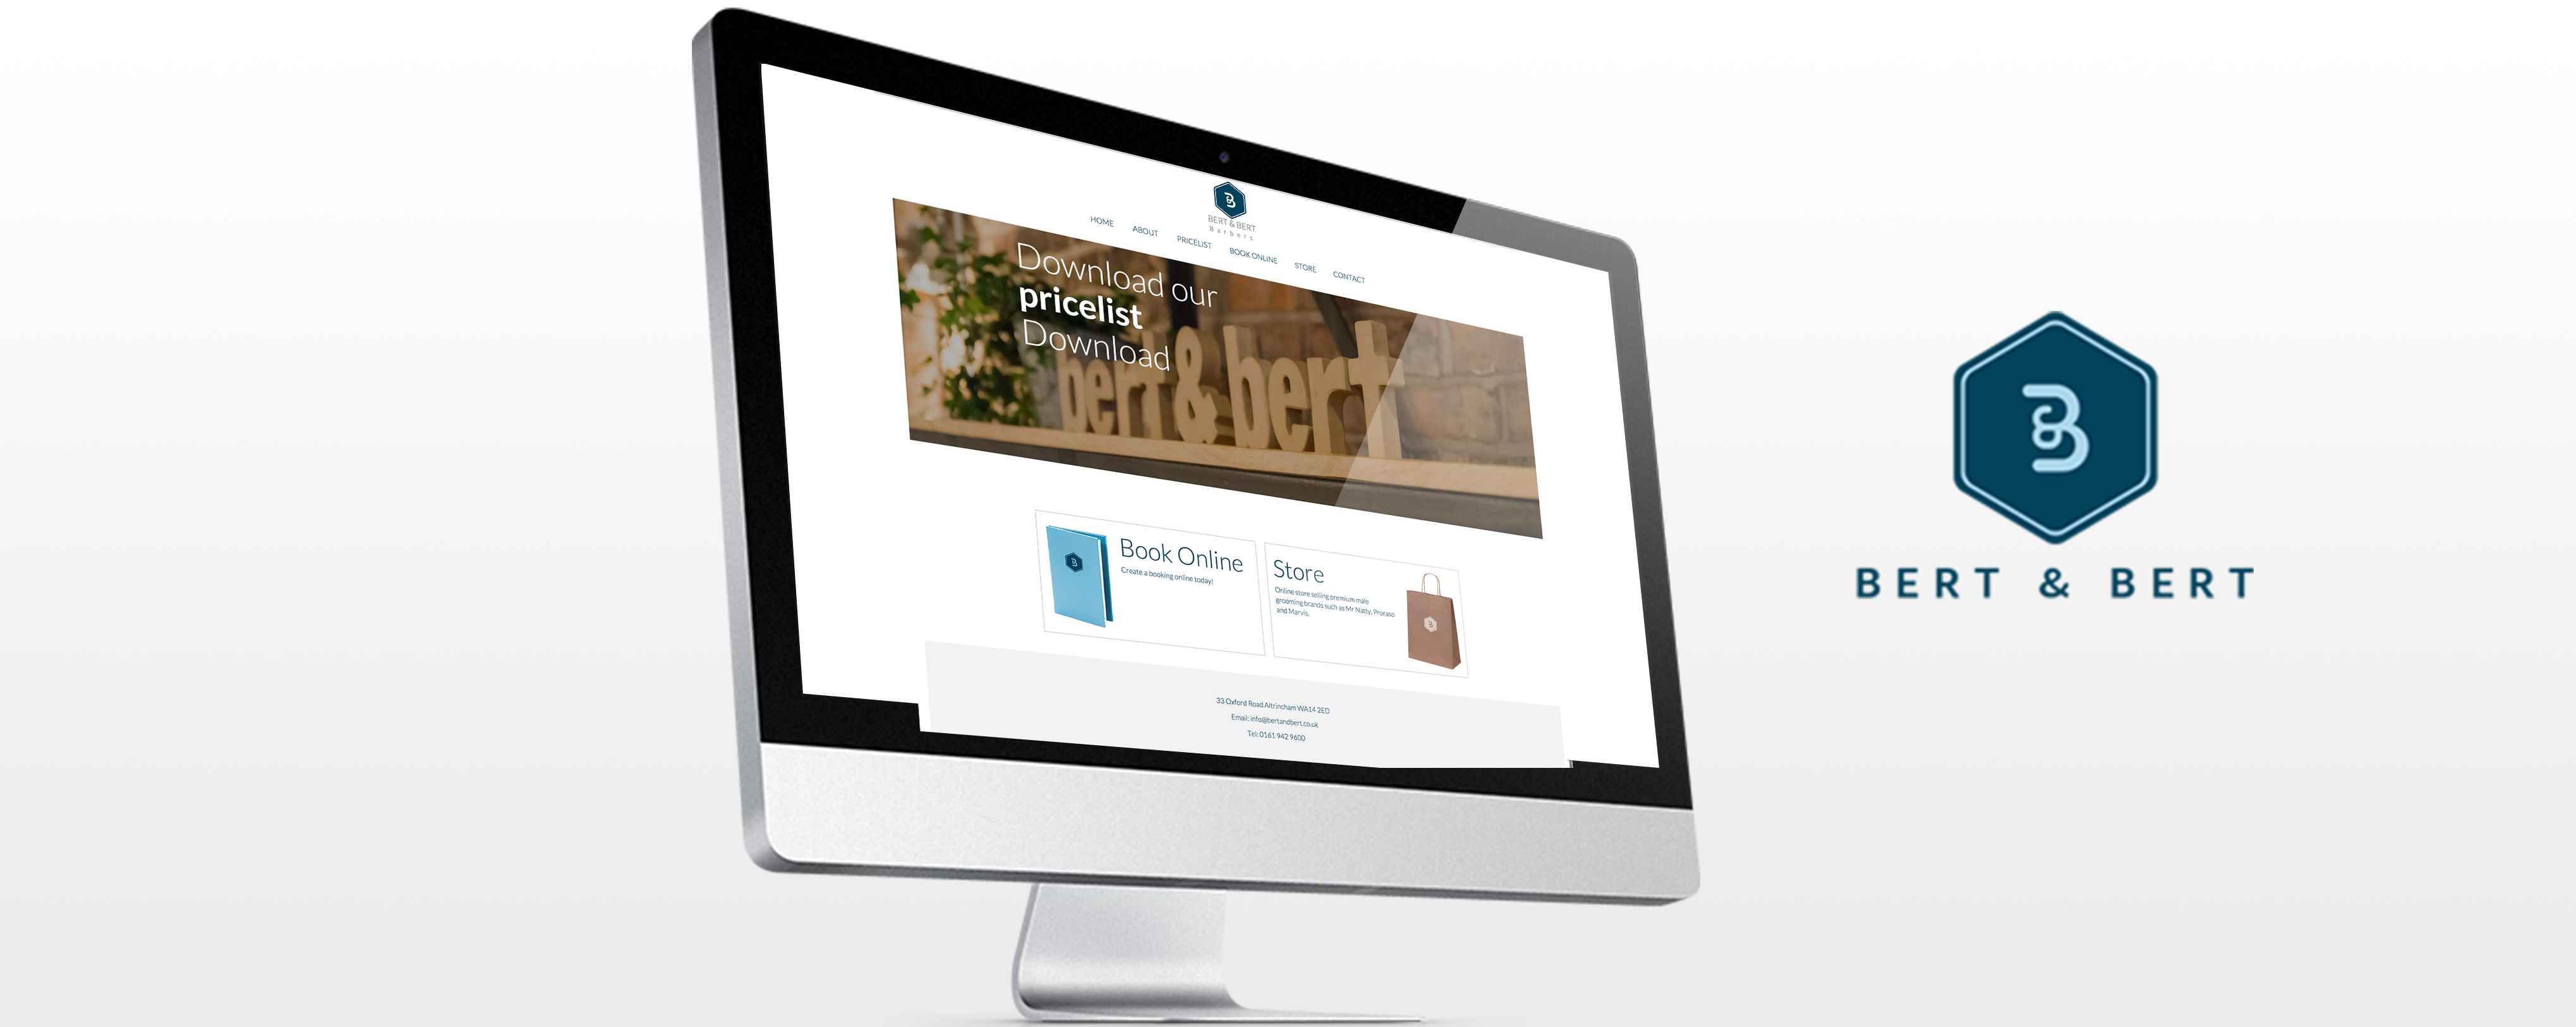 B
BERT & BERT
Barbers
HOME ABOUT PRICELIST BOOK ONLINE STORE CONTACT
Download our
pricelist
Download
bert & bert
B
Book Online
Create a booking online today!
Store
Online store selling premium male
grooming brands such as Mr Natty, Proraso
and Marvis.
B
33 Oxford Road Altrincham WA14 2ED
Email: info@bertandbert.co.uk
Tel: 0161 942 9600
B
BERT & BERT